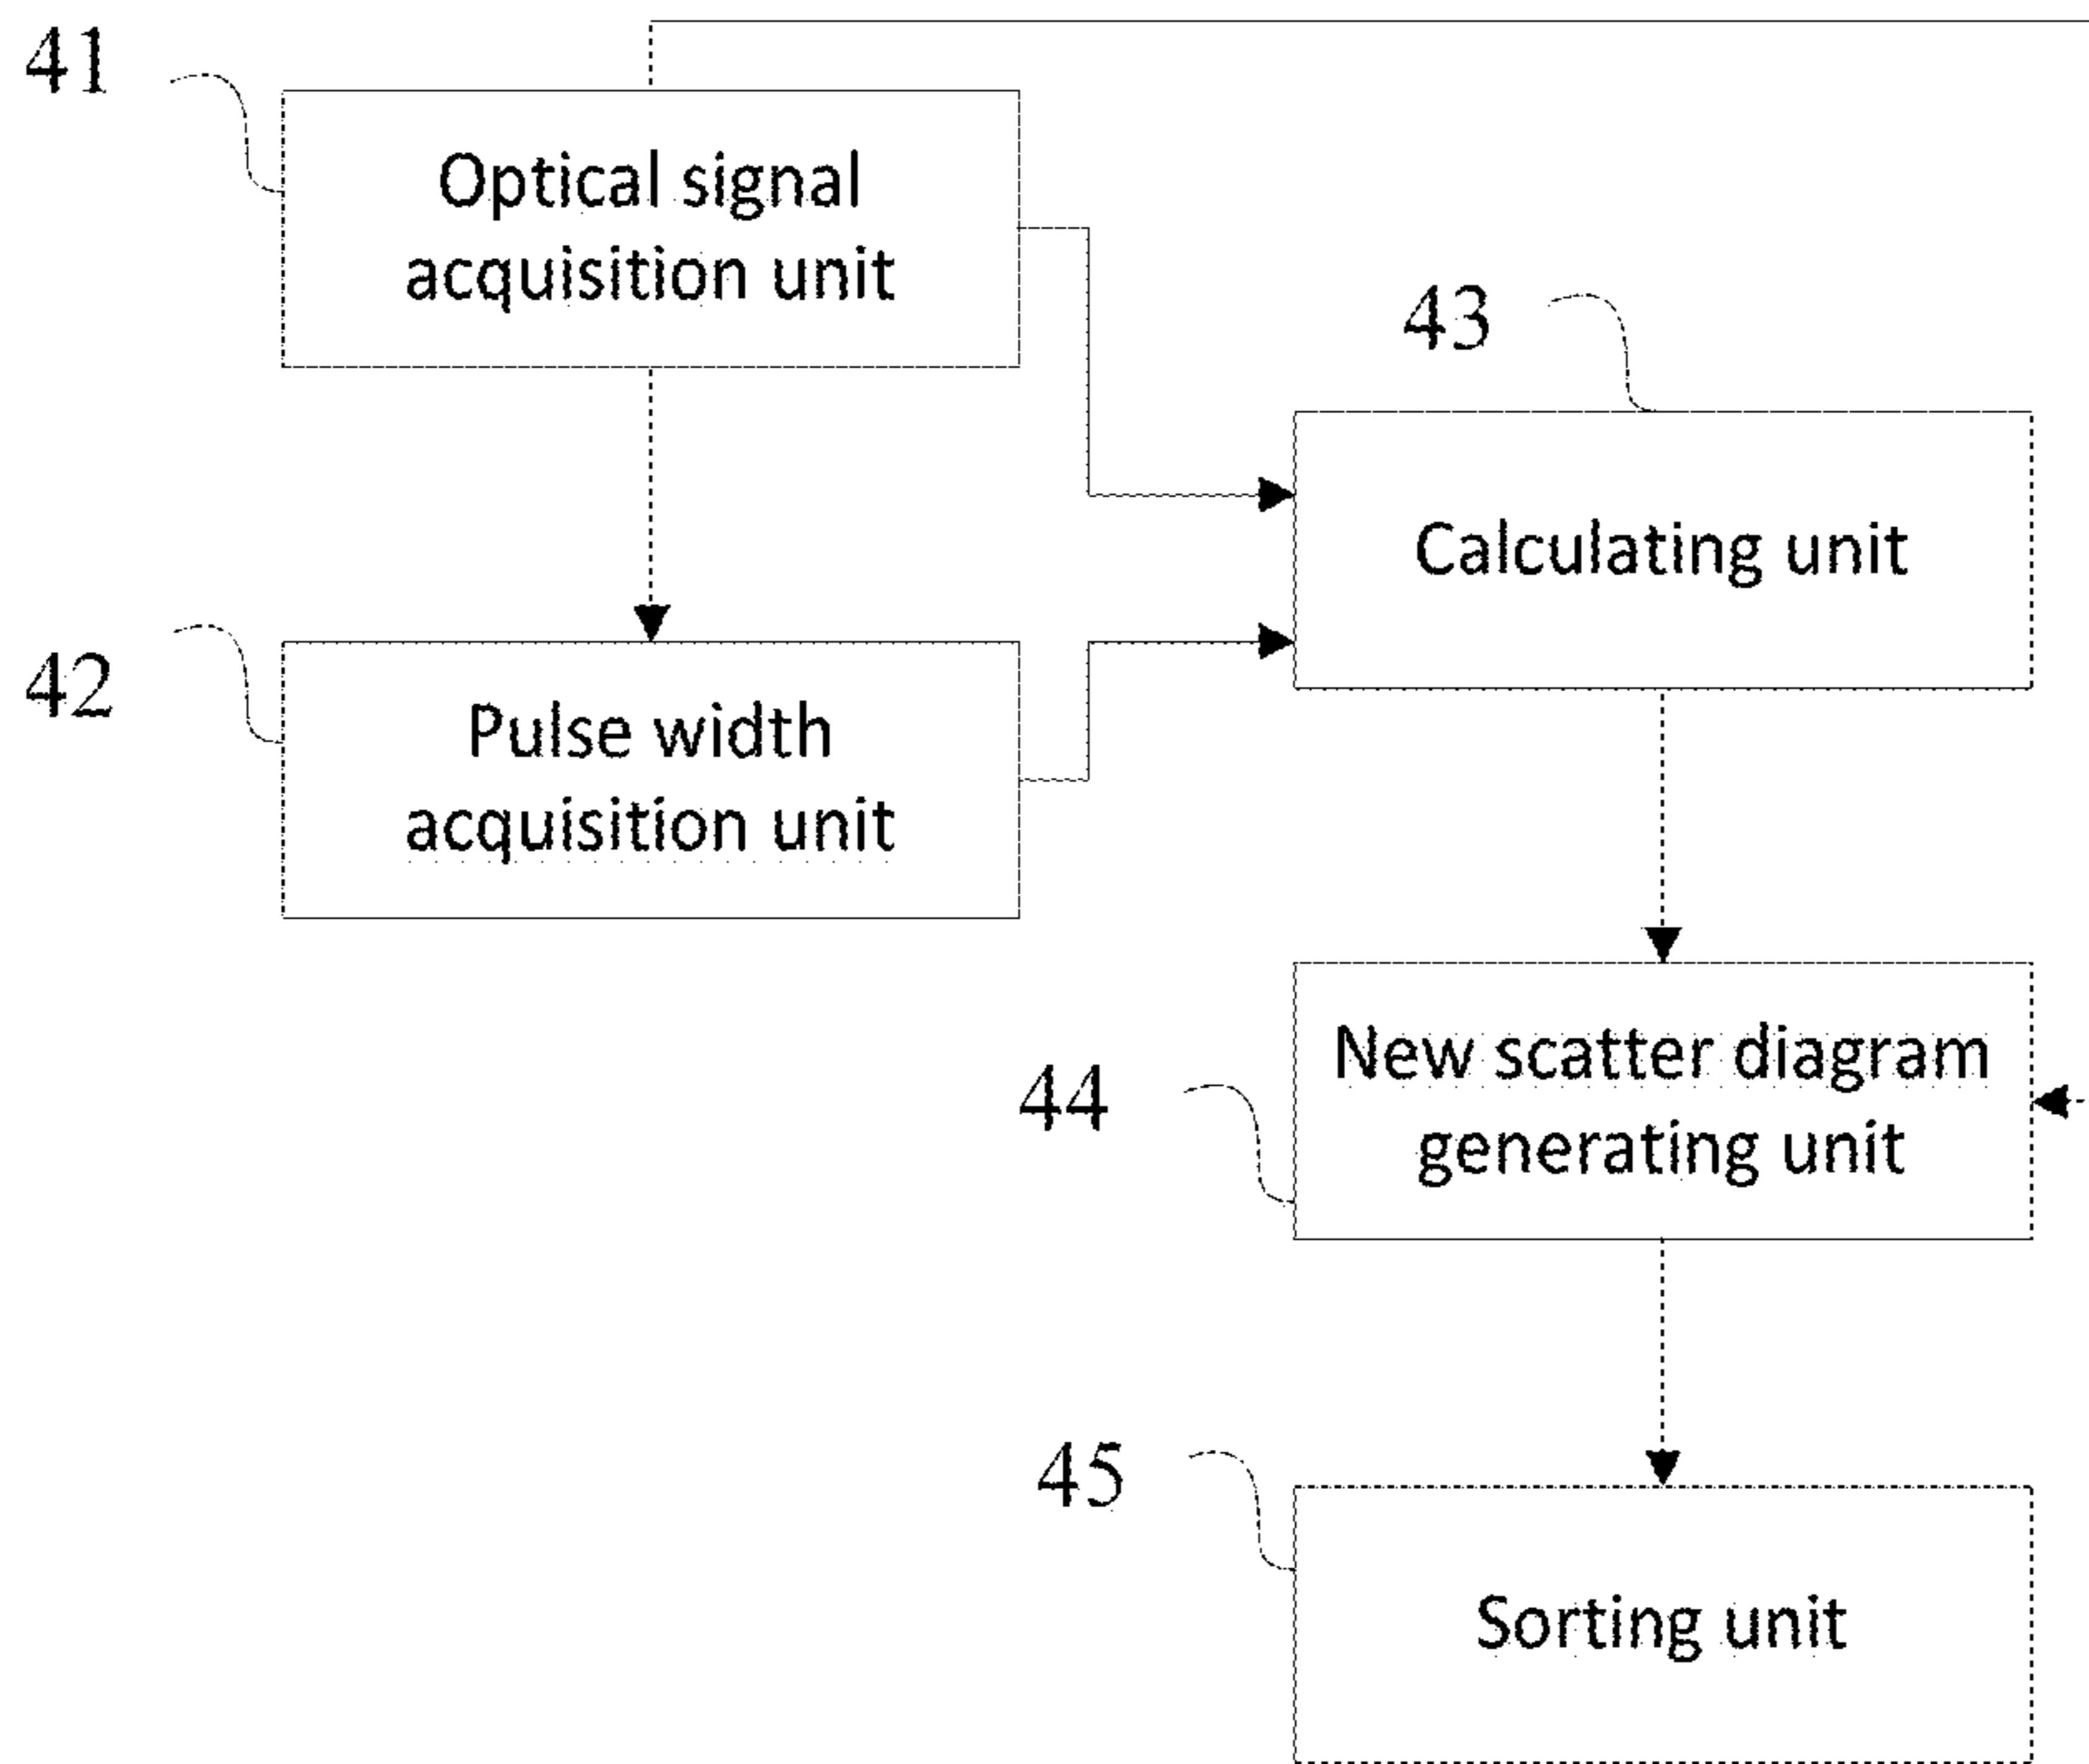 41
Optical signal
acquisition unit
43
Calculating unit
42
Pulse width
acquisition unit
44
New scatter diagram
generating unit
45
Sorting unit